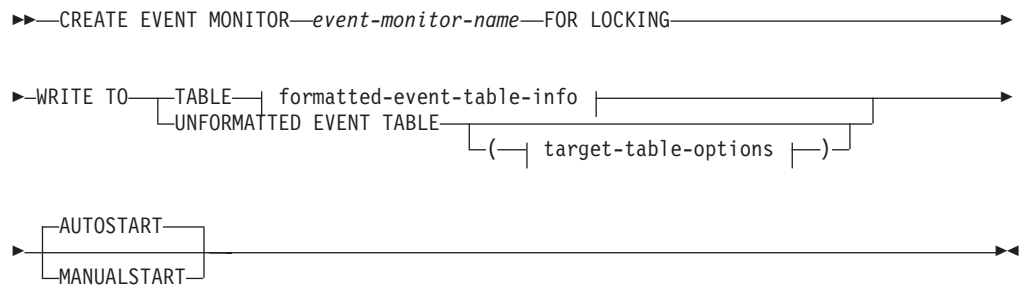 CREATE EVENT MONITOR event-monitor-name FOR LOCKING
WRITE TO TABLE formatted-event-table-info
UNFORMATTED EVENT TABLE
( target-table-options )
AUTOSTART
MANUALSTART